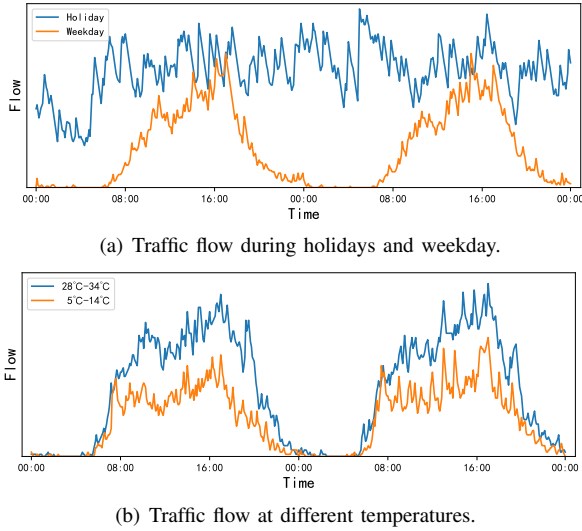 Holiday
Weekday
Flow
00:00 08:00 16:00 00:00 08:00 16:00 00:00
Time
(a) Traffic flow during holidays and weekday.
28℃-34℃
5℃-14℃
Flow
00:00 08:00 16:00 00:00 08:00 16:00 00:00
Time
(b) Traffic flow at different temperatures.